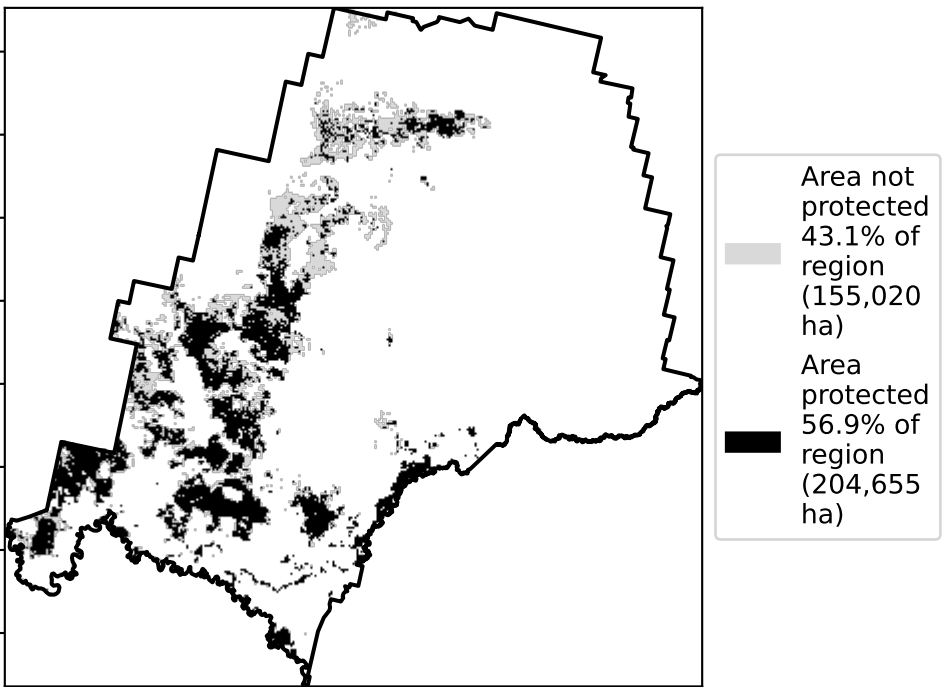 Area not
protected
43.1% of
region
(155,020
ha)
Area
protected
56.9% of
region
(204,655
ha)